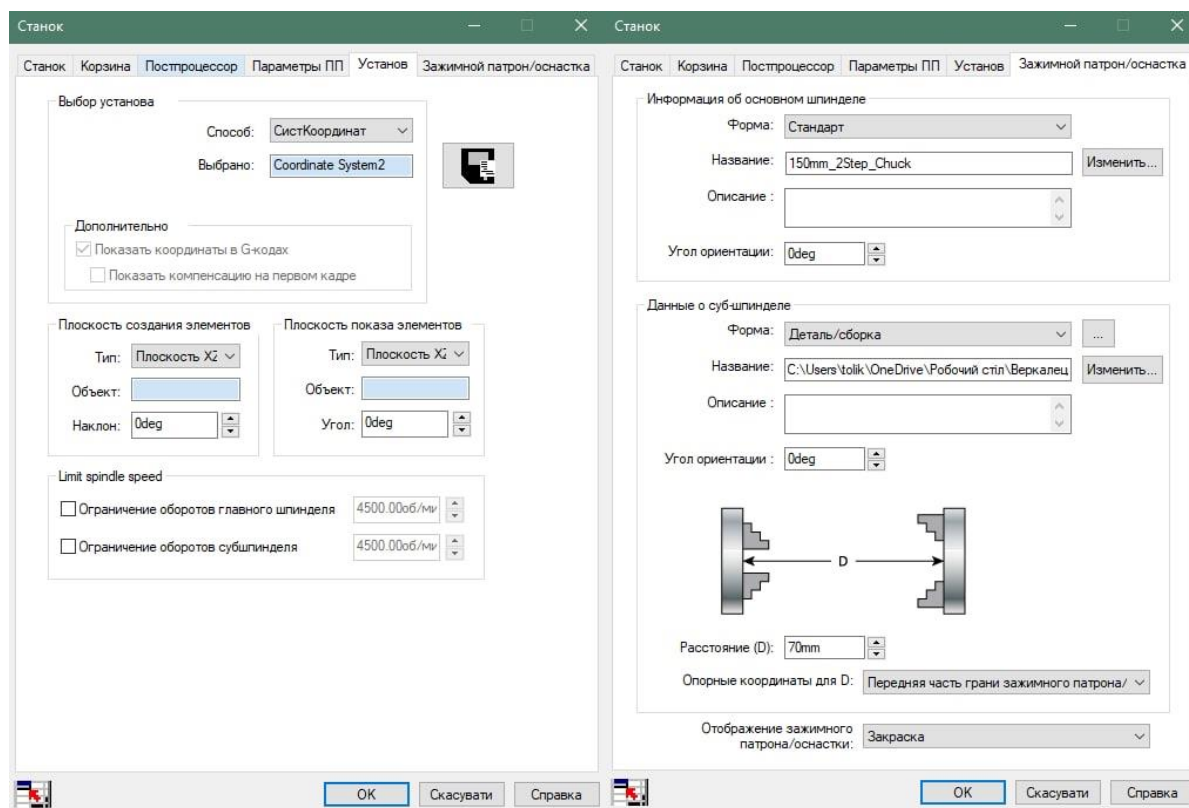 Станок
Станок Корзина Постпроцессор Параметры ПП Установ Зажимной патрон/оснастка
Выбор установа
Способ: СистКоординат
Выбрано: Coordinate System2
Дополнительно
Показать координаты в G-кодах
Показать компенсацию на первом кадре
Плоскость создания элементов
Тип: Плоскость XZ
Объект:
Наклон: 0deg
Плоскость показа элементов
Тип: Плоскость XZ
Объект:
Угол: 0deg
Limit spindle speed
Ограничение оборотов главного шпинделя 4500.00об/ми
Ограничение оборотов субшпинделя 4500.00об/ми
OK Скасувати Справка
Станок
Станок Корзина Постпроцессор Параметры ПП Установ Зажимной патрон/оснастка
Информация об основном шпинделе
Форма: Стандарт
Название: 150mm_2Step_Chuck Изменить...
Описание :
Угол ориентации: 0deg
Данные о суб-шпинделе
Форма: Деталь/сборка ...
Название: C:\Users\tolik\OneDrive\Робочий стіл\Веркалец Изменить...
Описание :
Угол ориентации : 0deg
D
Расстояние (D): 70mm
Опорные координаты для D: Передняя часть грани зажимного патрона/
Отображение зажимного
патрона/оснастки: Закраска
OK Скасувати Справка